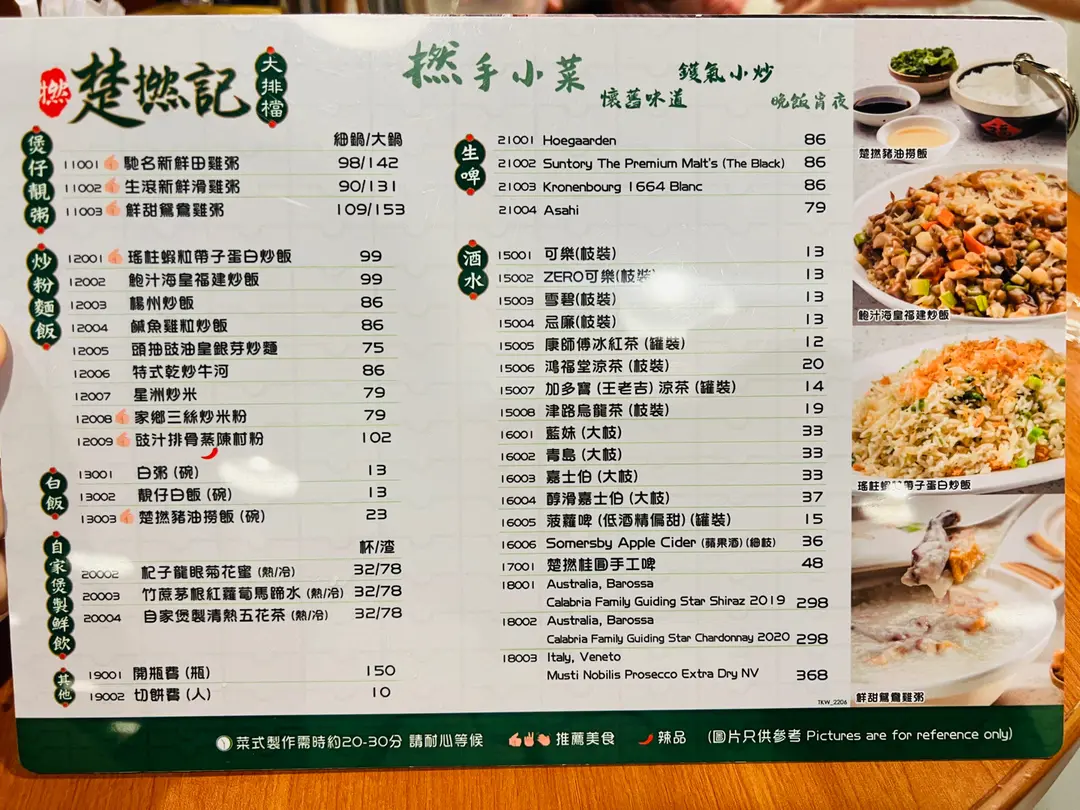 撚 楚撚記 大排檔
撚手小菜
懷舊味道
鑊氣小炒
晚飯宵夜
煲仔靚粥
細鍋/大鍋
11001 馳名新鮮田雞粥 98/142
11002 生滾新鮮滑雞粥 90/131
11003 鮮甜鴛鴦雞粥 109/153
炒粉麵飯
12001 瑤柱蝦粒帶子蛋白炒飯 99
12002 鮑汁海皇福建炒飯 99
12003 楊州炒飯 86
12004 鹹魚雞粒炒飯 86
12005 頭抽豉油皇銀芽炒麵 75
12006 特式乾炒牛河 86
12007 星洲炒米 79
12008 家鄉三絲炒米粉 79
12009 豉汁排骨蒸陳村粉 102
白飯
13001 白粥 (碗) 13
13002 靚仔白飯 (碗) 13
13003 楚撚豬油撈飯 (碗) 23
自家煲製鮮飲
杯/渣
20002 杞子龍眼菊花蜜 (熱/冷) 32/78
20003 竹蔗茅根紅蘿蔔馬蹄水 (熱/冷) 32/78
20004 自家煲製清熱五花茶 (熱/冷) 32/78
其他
19001 開瓶費 (瓶) 150
19002 切餅費 (人) 10
生啤
21001 Hoegaarden 86
21002 Suntory The Premium Malt's (The Black) 86
21003 Kronenbourg 1664 Blanc 86
21004 Asahi 79
酒水
15001 可樂(枝裝) 13
15002 ZERO可樂(枝裝) 13
15003 雪碧(枝裝) 13
15004 忌廉(枝裝) 13
15005 康師傅冰紅茶 (罐裝) 12
15006 鴻福堂涼茶 (枝裝) 20
15007 加多寶 (王老吉) 涼茶 (罐裝) 14
15008 津路烏龍茶 (枝裝) 19
16001 藍妹 (大枝) 33
16002 青島 (大枝) 33
16003 嘉士伯 (大枝) 33
16004 醇滑嘉士伯 (大枝) 37
16005 菠蘿啤 (低酒精偏甜) (罐裝) 15
16006 Somersby Apple Cider (蘋果酒) (細枝) 36
17001 楚撚桂圓手工啤 48
18001 Australia, Barossa
Calabria Family Guiding Star Shiraz 2019 298
18002 Australia, Barossa
Calabria Family Guiding Star Chardonnay 2020 298
18003 Italy, Veneto
Musti Nobilis Prosecco Extra Dry NV 368
TKW_2206
楚撚豬油撈飯
鮑汁海皇福建炒飯
瑤柱蝦粒帶子蛋白炒飯
鮮甜鴛鴦雞粥
菜式製作需時約20-30分 請耐心等候 推薦美食 辣品 (圖片只供參考 Pictures are for reference only)